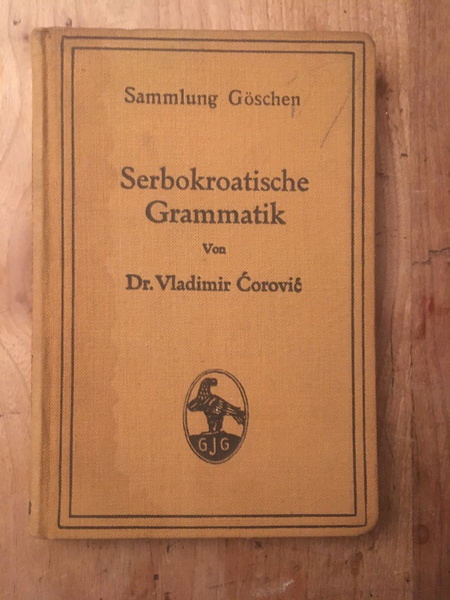 Sammlung Göschen
Serbokroatische
Grammatik
Von
Dr. Vladimir Ćorović
GJG